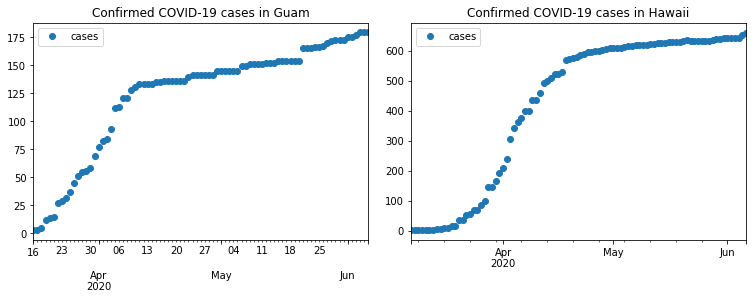 Confirmed COVID-19 cases in Guam
cases
175
150
125
100
75
50
25
0
16 23 30 06 13 20 27 04 11 18 25
Apr May Jun
2020
Confirmed COVID-19 cases in Hawaii
cases
600
500
400
300
200
100
0
Apr May Jun
2020